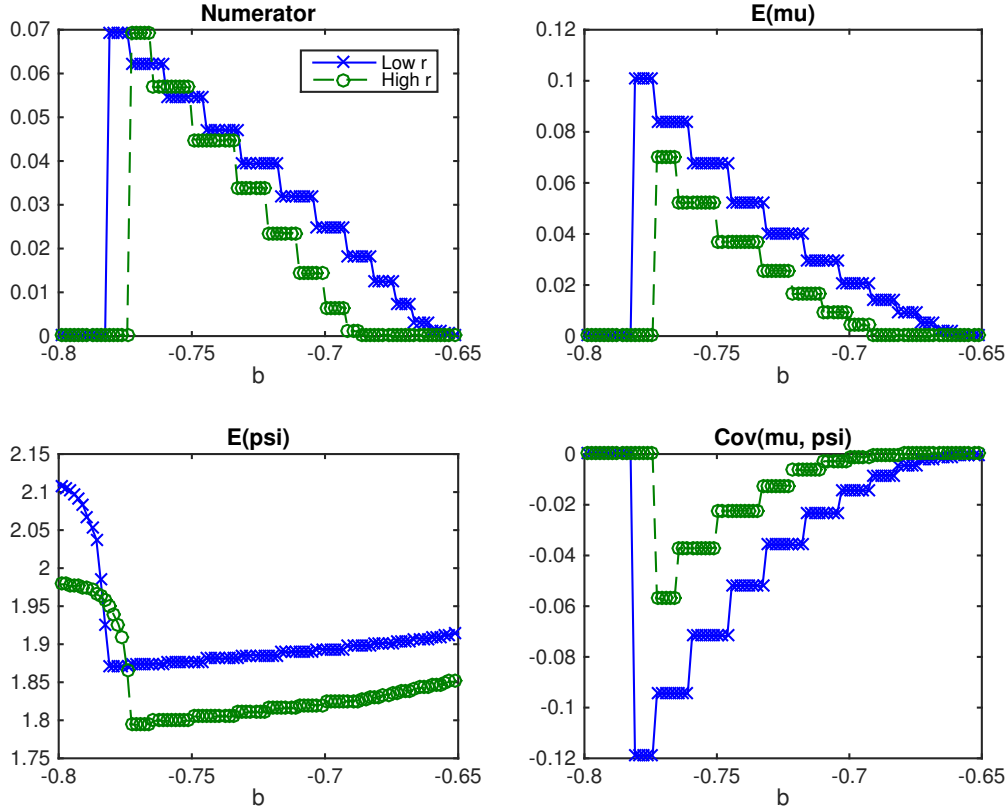 Numerator
0.07
0.06
0.05
0.04
0.03
0.02
0.01
0
-0.8 -0.75 -0.7 -0.65
b
Low r
High r
E(mu)
0.12
0.1
0.08
0.06
0.04
0.02
0
-0.8 -0.75 -0.7 -0.65
b
E(psi)
2.15
2.1
2.05
2
1.95
1.9
1.85
1.8
1.75
-0.8 -0.75 -0.7 -0.65
b
Cov(mu, psi)
0
-0.02
-0.04
-0.06
-0.08
-0.1
-0.12
-0.8 -0.75 -0.7 -0.65
b